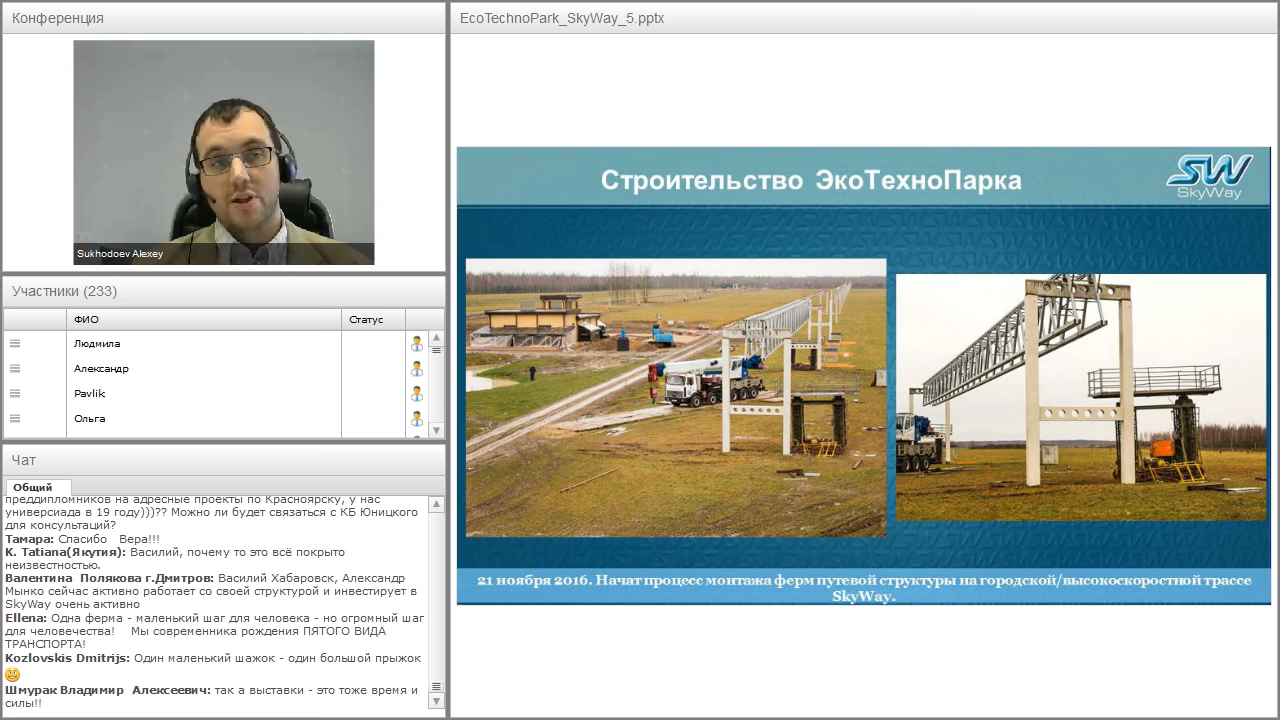 Конференция
Sukhodoev Alexey
Участники (233)
ФИО
Статус
Людмила
Александр
Pavlik
Ольга
Чат
Общий
преддипломников на адресные проекты по Красноярску, у нас
универсиада в 19 году)))?? Можно ли будет связаться с КБ Юницкого
для консультаций?
Тамара: Спасибо Вера!!!
K. Tatiana(Якутия): Василий, почему то это всё покрыто
неизвестностью.
Валентина Полякова г.Дмитров: Василий Хабаровск, Александр
Мынко сейчас активно работает со своей структурой и инвестирует в
SkyWay очень активно
Ellena: Одна ферма - маленький шаг для человека - но огромный шаг
для человечества! Мы современника рождения ПЯТОГО ВИДА
ТРАНСПОРТА!
Kozlovskis Dmitrijs: Один маленький шажок - один большой прыжок
Шмурак Владимир Алексеевич: так а выставки - это тоже время и
силы!!
EcoTechnoPark_SkyWay_5.pptx
Строительство ЭкоТехноПарка
SW
SkyWay
21 ноября 2016. Начат процесс монтажа ферм путевой структуры на городской/высокоскоростной трассе
SkyWay.